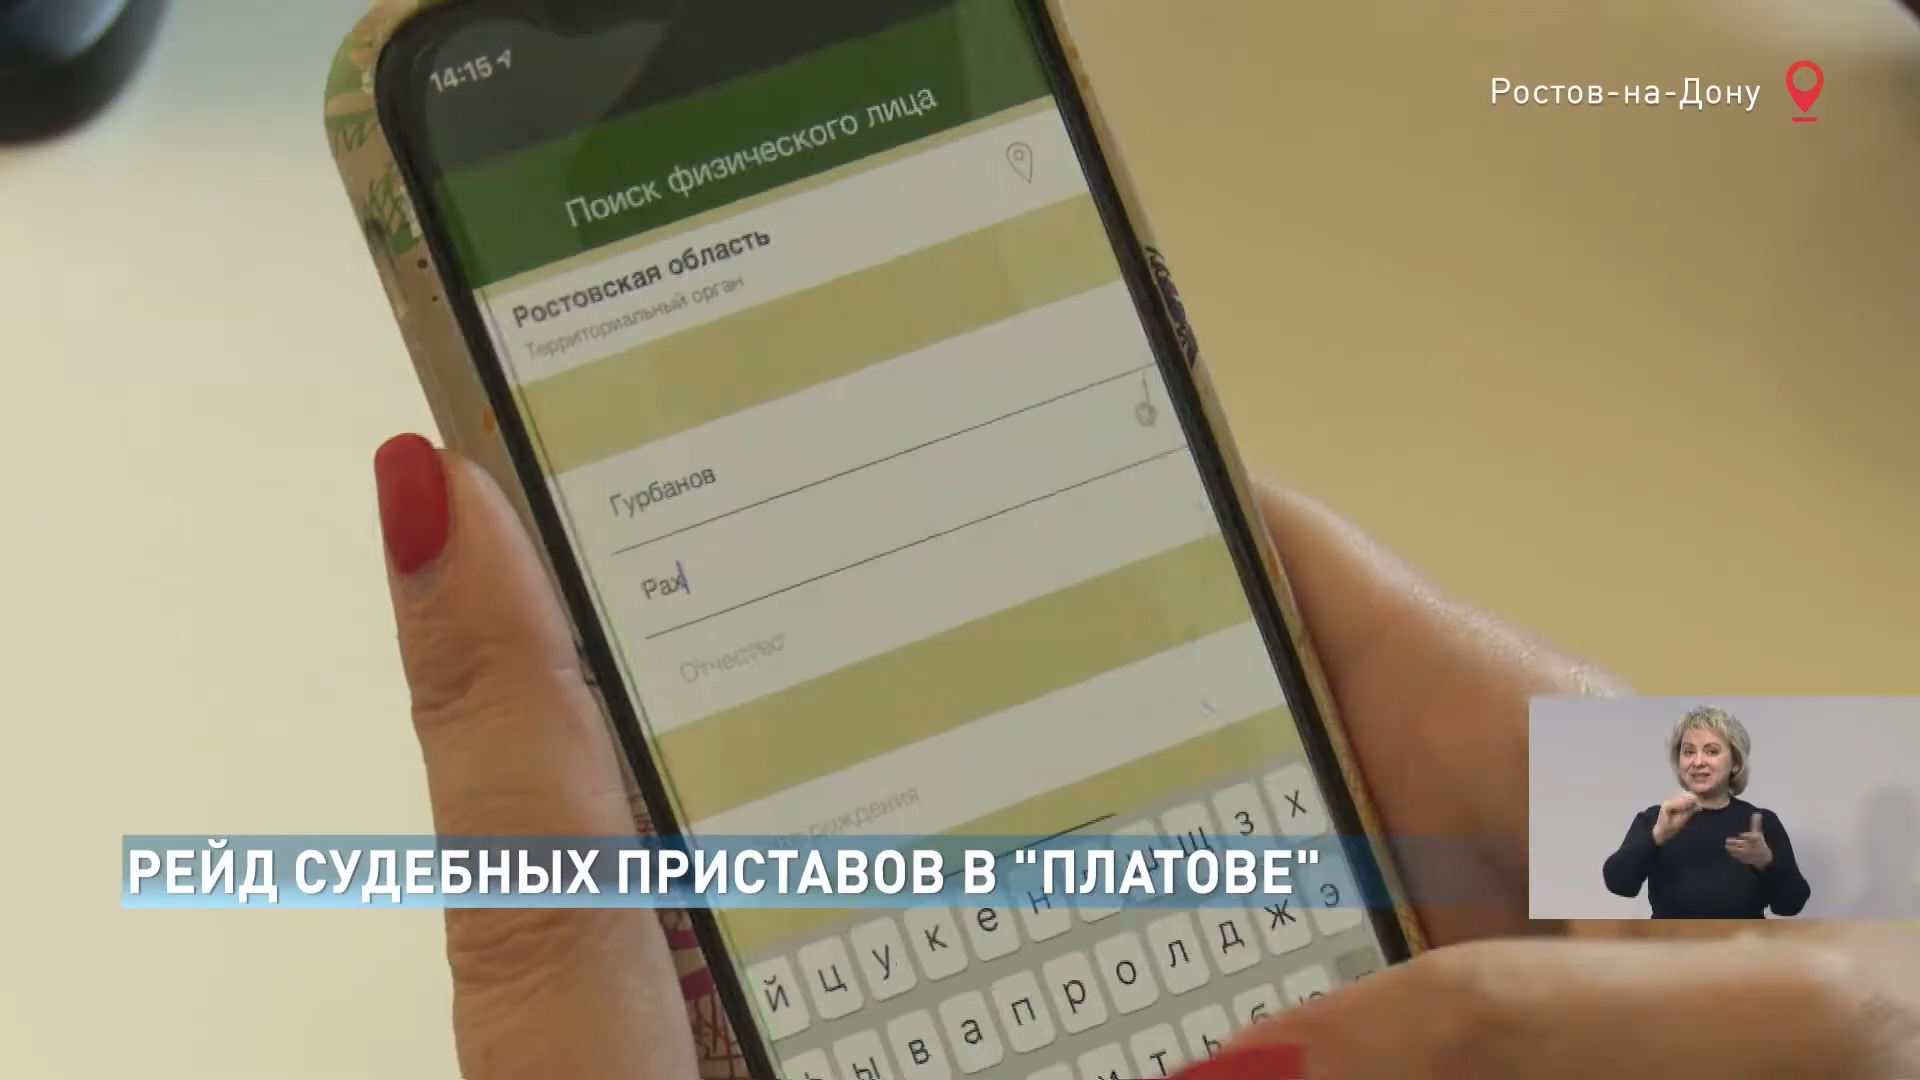 14:15
Ростов-на-Дону
Поиск физического лица
Ростовская область
Территориальный орган
Гурбанов
Рах
Отчество
рождения
РЕЙД СУДЕБНЫХ ПРИСТАВОВ В "ПЛАТОВЕ"
й ц у к е н ш щ з х
ы в а п р о л д ж э
и т ь б ю